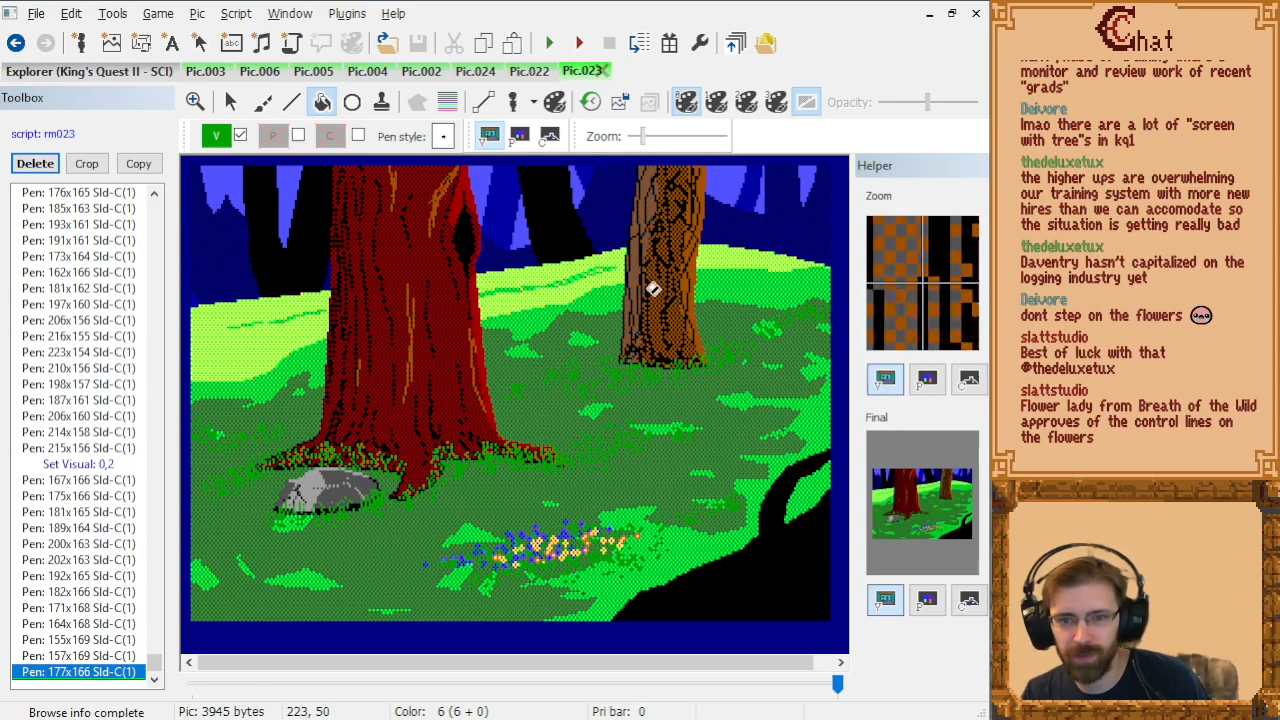 File Edit Tools Game Pic Script Window Plugins Help
Explorer (King's Quest II - SCI) Pic.003 Pic.006 Pic.005 Pic.004 Pic.002 Pic.024 Pic.022 Pic.023
Toolbox
script: rm023
Delete Crop Copy
Pen: 176x165 Sld-C(1)
Pen: 185x163 Sld-C(1)
Pen: 193x161 Sld-C(1)
Pen: 191x161 Sld-C(1)
Pen: 173x164 Sld-C(1)
Pen: 162x166 Sld-C(1)
Pen: 181x162 Sld-C(1)
Pen: 197x160 Sld-C(1)
Pen: 206x156 Sld-C(1)
Pen: 216x155 Sld-C(1)
Pen: 223x154 Sld-C(1)
Pen: 210x156 Sld-C(1)
Pen: 198x157 Sld-C(1)
Pen: 187x161 Sld-C(1)
Pen: 206x160 Sld-C(1)
Pen: 214x158 Sld-C(1)
Pen: 215x156 Sld-C(1)
Set Visual: 0,2
Pen: 167x166 Sld-C(1)
Pen: 175x166 Sld-C(1)
Pen: 181x165 Sld-C(1)
Pen: 189x164 Sld-C(1)
Pen: 200x163 Sld-C(1)
Pen: 202x163 Sld-C(1)
Pen: 192x165 Sld-C(1)
Pen: 182x166 Sld-C(1)
Pen: 171x168 Sld-C(1)
Pen: 164x168 Sld-C(1)
Pen: 155x169 Sld-C(1)
Pen: 157x169 Sld-C(1)
Pen: 177x166 Sld-C(1)
Opacity:
V P C Pen style: P C Zoom:
Helper
Zoom
V P C
Final
V P C
Browse info complete Pic: 3945 bytes 223, 50 Color: 6 (6 + 0) Pri bar: 0
Chat
monitor and review work of recent
"grads"
Deivore
lmao there are a lot of "screen
with tree"s in kq1
thedeluxetux
the higher ups are overwhelming
our training system with more new
hires than we can accomodate so
the situation is getting really bad
thedeluxetux
Daventry hasn't capitalized on the
logging industry yet
Deivore
dont step on the flowers
slattstudio
Best of luck with that
@thedeluxetux
slattstudio
Flower lady from Breath of the Wild
approves of the control lines on
the flowers